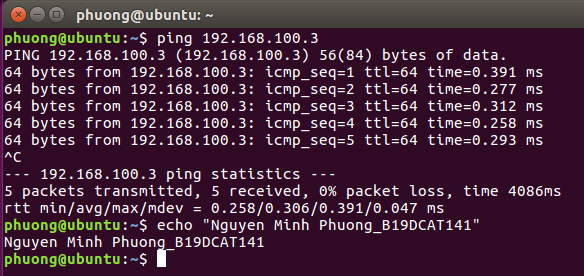 phuong@ubuntu: ~
phuong@ubuntu:~$ ping 192.168.100.3
PING 192.168.100.3 (192.168.100.3) 56(84) bytes of data.
64 bytes from 192.168.100.3: icmp_seq=1 ttl=64 time=0.391 ms
64 bytes from 192.168.100.3: icmp_seq=2 ttl=64 time=0.277 ms
64 bytes from 192.168.100.3: icmp_seq=3 ttl=64 time=0.312 ms
64 bytes from 192.168.100.3: icmp_seq=4 ttl=64 time=0.258 ms
64 bytes from 192.168.100.3: icmp_seq=5 ttl=64 time=0.293 ms
^C
--- 192.168.100.3 ping statistics ---
5 packets transmitted, 5 received, 0% packet loss, time 4086ms
rtt min/avg/max/mdev = 0.258/0.306/0.391/0.047 ms
phuong@ubuntu:~$ echo "Nguyen Minh Phuong_B19DCAT141"
Nguyen Minh Phuong_B19DCAT141
phuong@ubuntu:~$